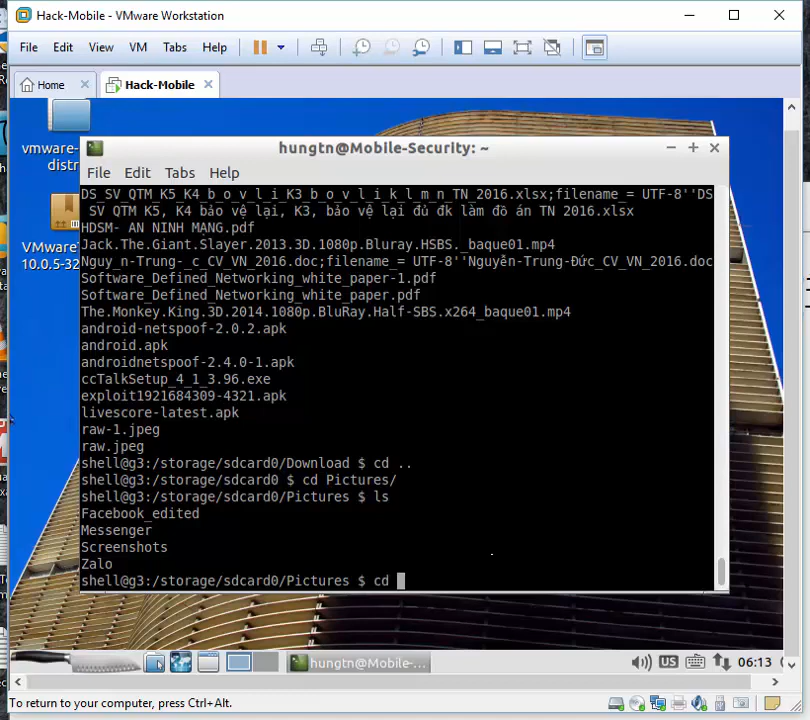 Hack-Mobile - VMware Workstation
File Edit View VM Tabs Help
Home Hack-Mobile
vmware-
distr
VMwareT
10.0.5-32
hungtn@Mobile-Security: ~
File Edit Tabs Help
DS_SV_QTM_K5_K4_b_o_v_l_i_K3_b_o_v_l_i_k_l_m_n_TN_2016.xlsx;filename_= UTF-8''DS
SV QTM K5, K4 bảo vệ lại, K3, bảo vệ lại đủ đk làm đồ án TN 2016.xlsx
HDSM- AN NINH MẠNG.pdf
Jack.The.Giant.Slayer.2013.3D.1080p.Bluray.HSBS._baque01.mp4
Nguy_n-Trung-_c_CV_VN_2016.doc;filename_= UTF-8''Nguyễn-Trung-Đức_CV_VN_2016.doc
Software_Defined_Networking_white_paper-1.pdf
Software_Defined_Networking_white_paper.pdf
The.Monkey.King.3D.2014.1080p.BluRay.Half-SBS.x264_baque01.mp4
android-netspoof-2.0.2.apk
android.apk
androidnetspoof-2.4.0-1.apk
ccTalkSetup_4_1_3.96.exe
exploit1921684309-4321.apk
livescore-latest.apk
raw-1.jpeg
raw.jpeg
shell@g3:/storage/sdcard0/Download $ cd ..
shell@g3:/storage/sdcard0 $ cd Pictures/
shell@g3:/storage/sdcard0/Pictures $ ls
Facebook_edited
Messenger
Screenshots
Zalo
shell@g3:/storage/sdcard0/Pictures $ cd
hungtn@Mobile-... US 06:13
To return to your computer, press Ctrl+Alt.